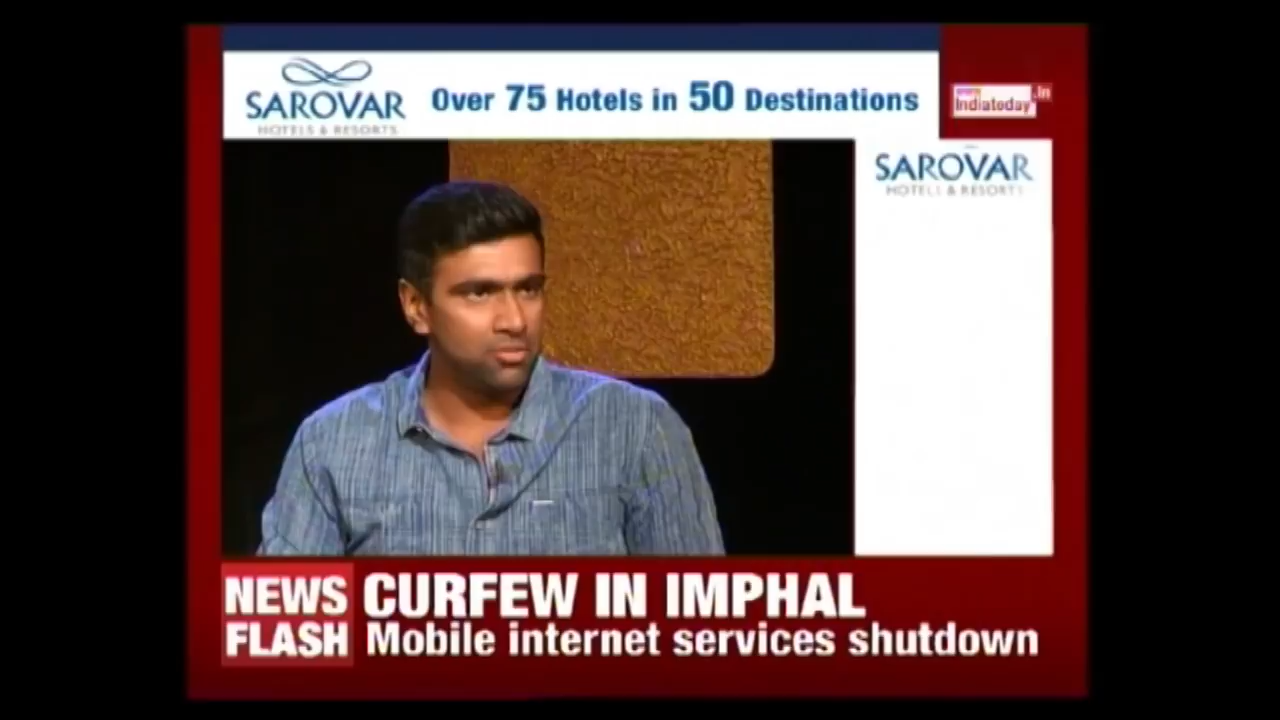 SAROVAR
HOTELS & RESORTS
Over 75 Hotels in 50 Destinations
Indiatoday.in
SAROVAR
HOTELS & RESORTS
NEWS
FLASH
CURFEW IN IMPHAL
Mobile internet services shutdown